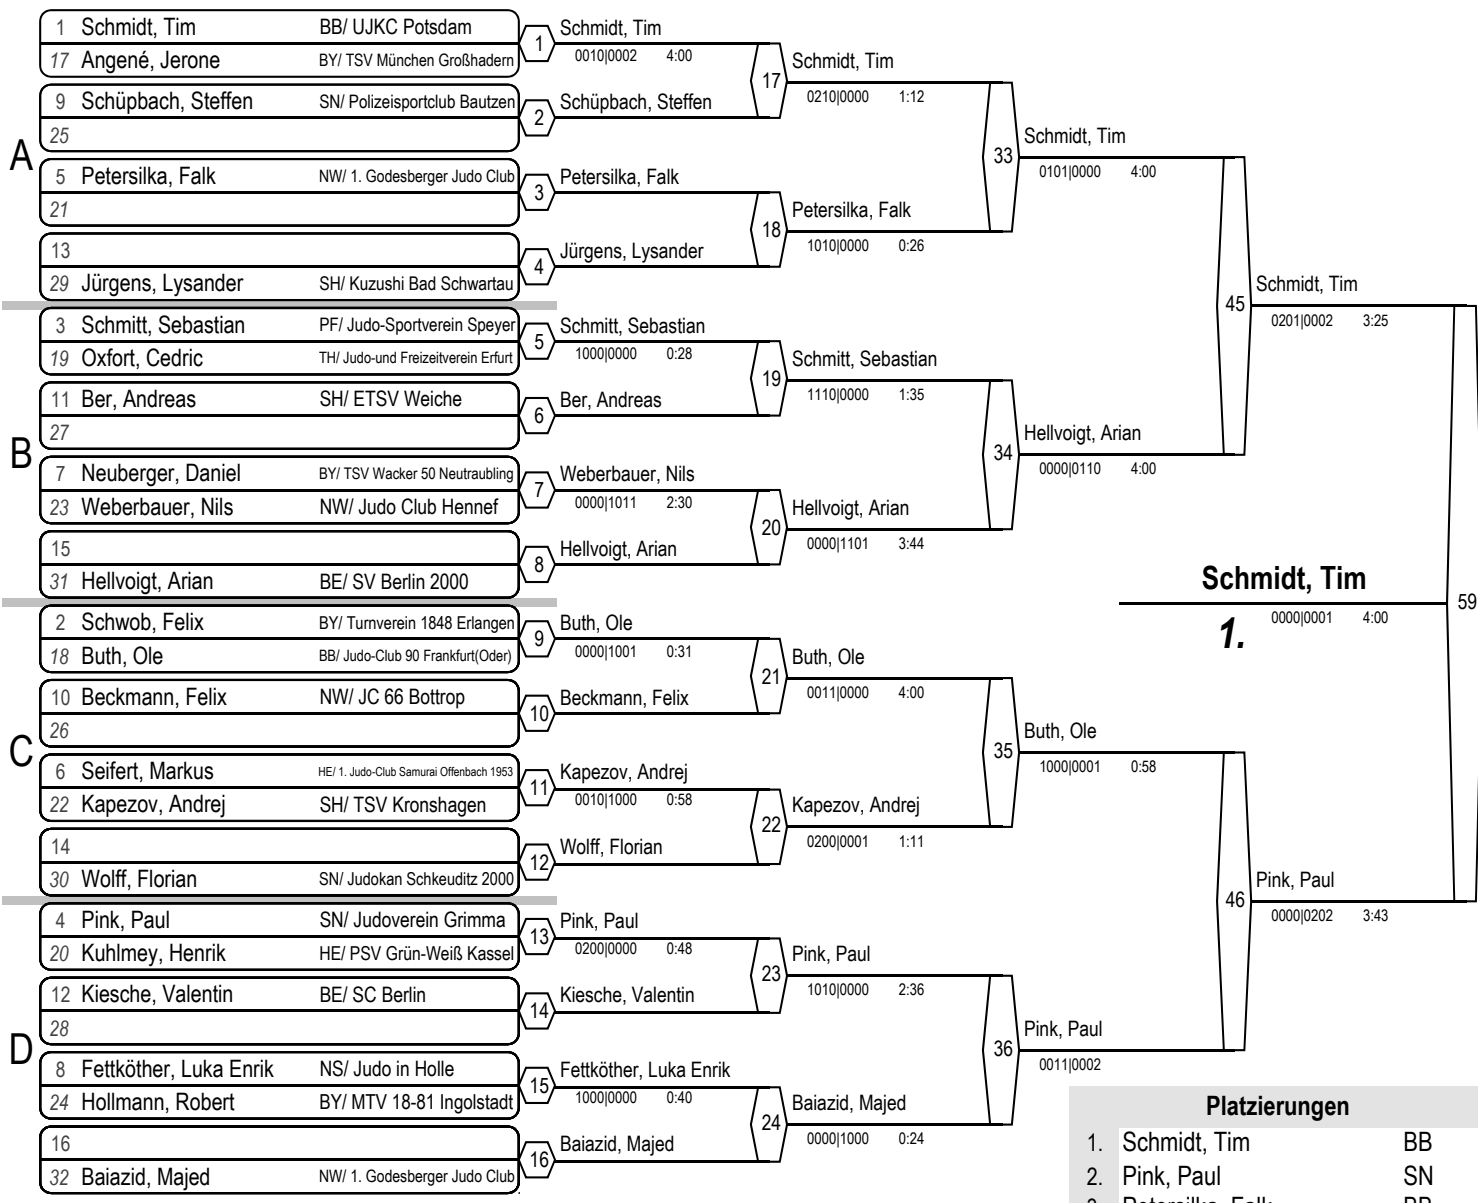 A
1 Schmidt, Tim BB/ UJKC Potsdam
17 Angené, Jerone BY/ TSV München Großhadern
9 Schüpbach, Steffen SN/ Polizeisportclub Bautzen
25
5 Petersilka, Falk NW/ 1. Godesberger Judo Club
21
13
29 Jürgens, Lysander SH/ Kuzushi Bad Schwartau
B
3 Schmitt, Sebastian PF/ Judo-Sportverein Speyer
19 Oxfort, Cedric TH/ Judo-und Freizeitverein Erfurt
11 Ber, Andreas SH/ ETSV Weiche
27
7 Neuberger, Daniel BY/ TSV Wacker 50 Neutraubling
23 Weberbauer, Nils NW/ Judo Club Hennef
15
31 Hellvoigt, Arian BE/ SV Berlin 2000
C
2 Schwob, Felix BY/ Turnverein 1848 Erlangen
18 Buth, Ole BB/ Judo-Club 90 Frankfurt(Oder)
10 Beckmann, Felix NW/ JC 66 Bottrop
26
6 Seifert, Markus HE/ 1. Judo-Club Samurai Offenbach 1953
22 Kapezov, Andrej SH/ TSV Kronshagen
14
30 Wolff, Florian SN/ Judokan Schkeuditz 2000
D
4 Pink, Paul SN/ Judoverein Grimma
20 Kuhlmey, Henrik HE/ PSV Grün-Weiß Kassel
12 Kiesche, Valentin BE/ SC Berlin
28
8 Fettköther, Luka Enrik NS/ Judo in Holle
24 Hollmann, Robert BY/ MTV 18-81 Ingolstadt
16
32 Baiazid, Majed NW/ 1. Godesberger Judo Club
1 Schmidt, Tim
0010|0002 4:00
2 Schüpbach, Steffen
3 Petersilka, Falk
4 Jürgens, Lysander
5 Schmitt, Sebastian
1000|0000 0:28
6 Ber, Andreas
7 Weberbauer, Nils
0000|1011 2:30
8 Hellvoigt, Arian
9 Buth, Ole
0000|1001 0:31
10 Beckmann, Felix
11 Kapezov, Andrej
0010|1000 0:58
12 Wolff, Florian
13 Pink, Paul
0200|0000 0:48
14 Kiesche, Valentin
15 Fettköther, Luka Enrik
1000|0000 0:40
16 Baiazid, Majed
17 Schmidt, Tim
0210|0000 1:12
18 Petersilka, Falk
1010|0000 0:26
19 Schmitt, Sebastian
1110|0000 1:35
20 Hellvoigt, Arian
0000|1101 3:44
21 Buth, Ole
0011|0000 4:00
22 Kapezov, Andrej
0200|0001 1:11
23 Pink, Paul
1010|0000 2:36
24 Baiazid, Majed
0000|1000 0:24
33 Schmidt, Tim
0101|0000 4:00
34 Hellvoigt, Arian
0000|0110 4:00
35 Buth, Ole
1000|0001 0:58
36 Pink, Paul
0011|0002
45 Schmidt, Tim
0201|0002 3:25
46 Pink, Paul
0000|0202 3:43
59
Schmidt, Tim
1. 0000|0001 4:00
Platzierungen
1. Schmidt, Tim BB
2. Pink, Paul SN